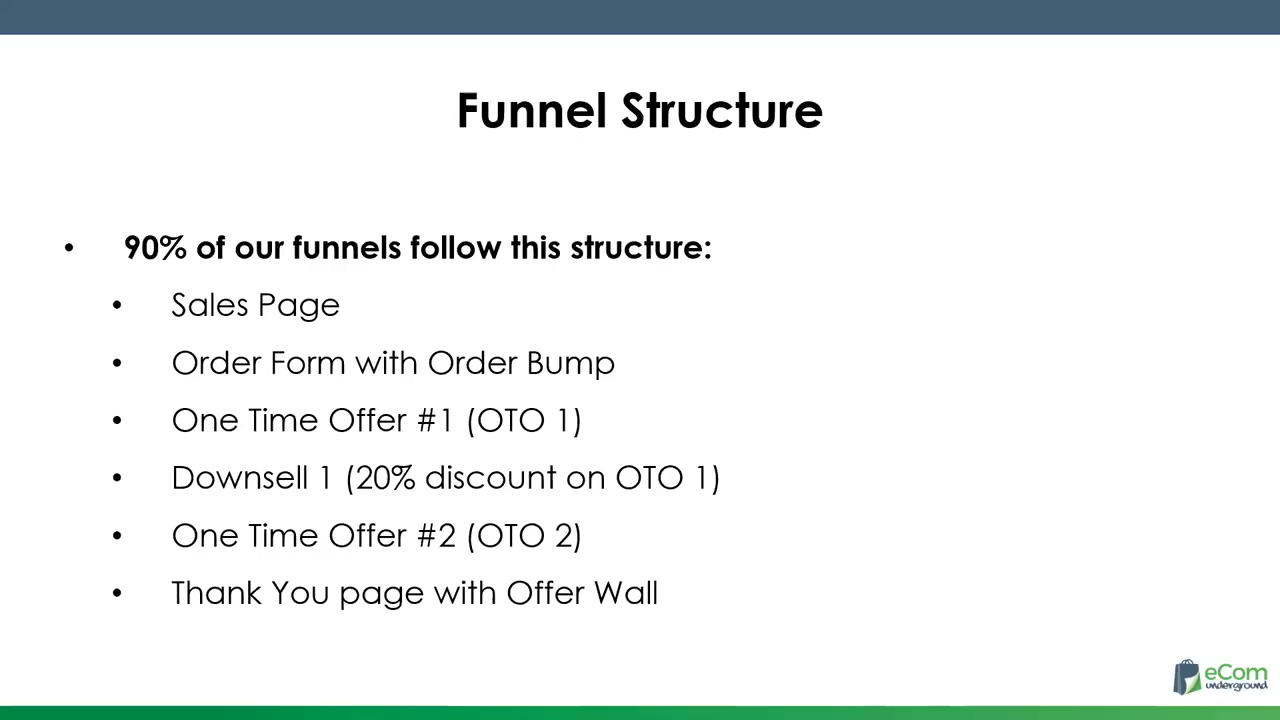 Funnel Structure
• 90% of our funnels follow this structure:
• Sales Page
• Order Form with Order Bump
• One Time Offer #1 (OTO 1)
• Downsell 1 (20% discount on OTO 1)
• One Time Offer #2 (OTO 2)
• Thank You page with Offer Wall
eCom
underground